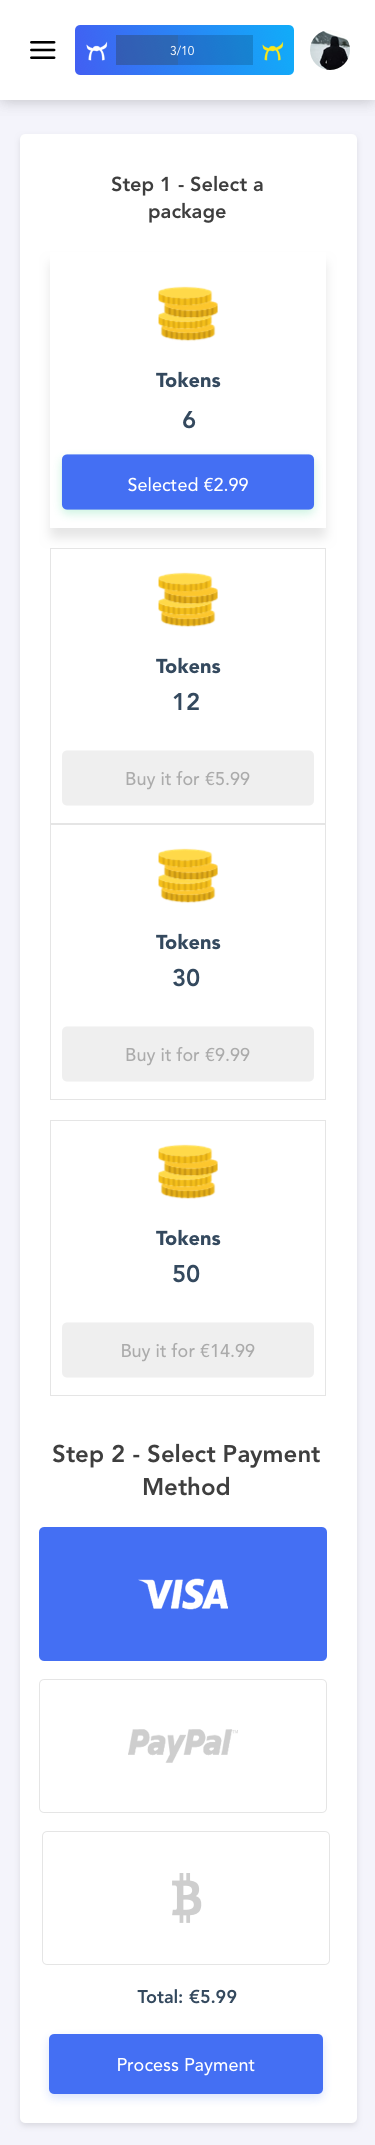 3/10
Step 1 - Select a
package
Tokens
6
Selected €2.99
Tokens
12
Buy it for €5.99
Tokens
30
Buy it for €9.99
Tokens
50
Buy it for €14.99
Step 2 - Select Payment
Method
VISA
PayPal™
Total: €5.99
Process Payment